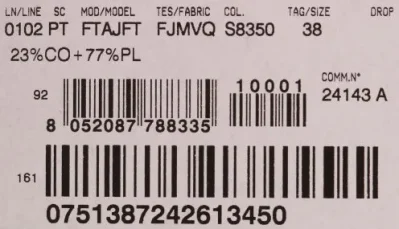 LN/LINE SC MOD/MODEL TES/FABRIC COL. TAG/SIZE DROP
0102 PT FTAJFT FJMVQ S8350 38
23%CO+77%PL
COMM.N°
92 10001 24143 A
8 052087 788335
161
0751387242613450